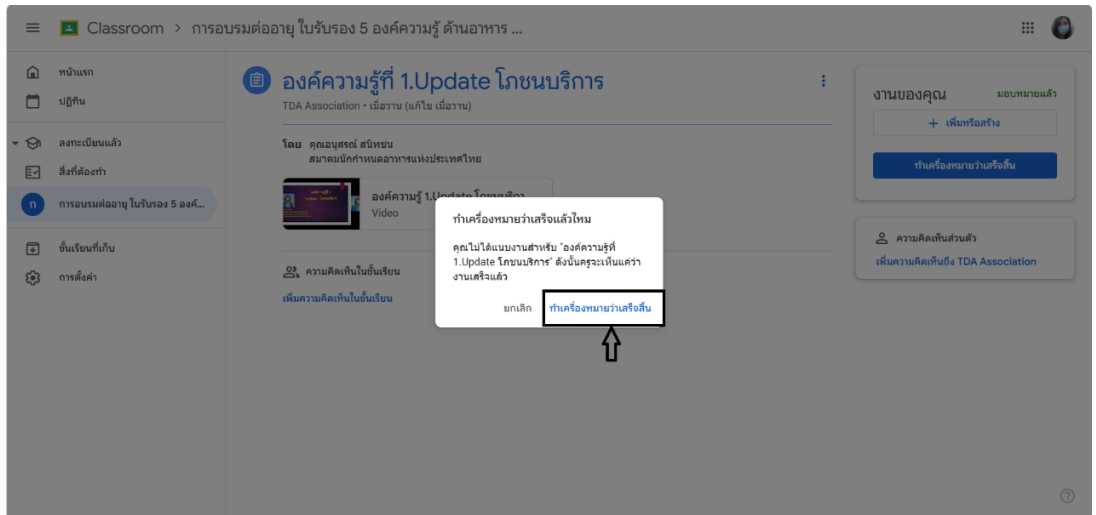 Classroom > การอบรมต่ออายุ ใบรับรอง 5 องค์ความรู้ ด้านอาหาร ...
หน้าแรก
ปฏิทิน
ลงทะเบียนแล้ว
สิ่งที่ต้องทำ
ก การอบรมต่ออายุ ใบรับรอง 5 องค์...
ชั้นเรียนที่เก็บ
การตั้งค่า
องค์ความรู้ที่ 1.Update โภชนบริการ
TDA Association • เมื่อวาน (แก้ไข เมื่อวาน)
โดย คุณอนุสรณ์ สนิทชน
สมาคมนักกำหนดอาหารแห่งประเทศไทย
องค์ความรู้ 1.Update โภชนบริกา...
Video
ความคิดเห็นในชั้นเรียน
เพิ่มความคิดเห็นในชั้นเรียน
ทำเครื่องหมายว่าเสร็จแล้วไหม
คุณไม่ได้แนบงานสำหรับ "องค์ความรู้ที่
1.Update โภชนบริการ" ดังนั้นครูจะเห็นแค่ว่า
งานเสร็จแล้ว
ยกเลิก ทำเครื่องหมายว่าเสร็จสิ้น
งานของคุณ มอบหมายแล้ว
+ เพิ่มหรือสร้าง
ทำเครื่องหมายว่าเสร็จสิ้น
ความคิดเห็นส่วนตัว
เพิ่มความคิดเห็นถึง TDA Association